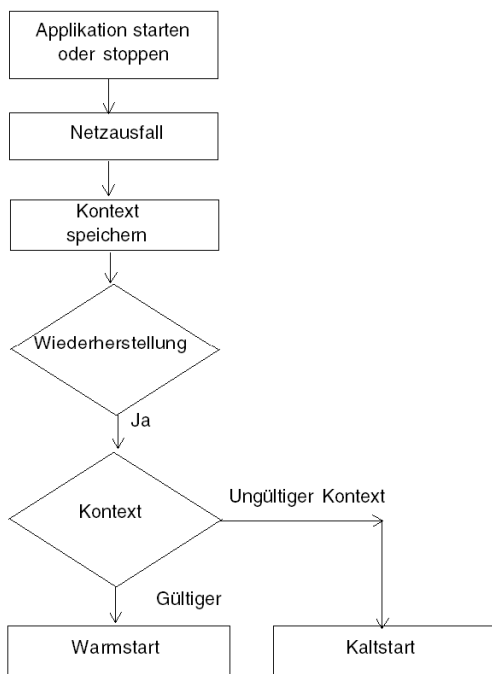 Applikation starten
oder stoppen
Netzausfall
Kontext
speichern
Wiederherstellung
Ja
Kontext
Ungültiger Kontext
Gültiger
Warmstart
Kaltstart